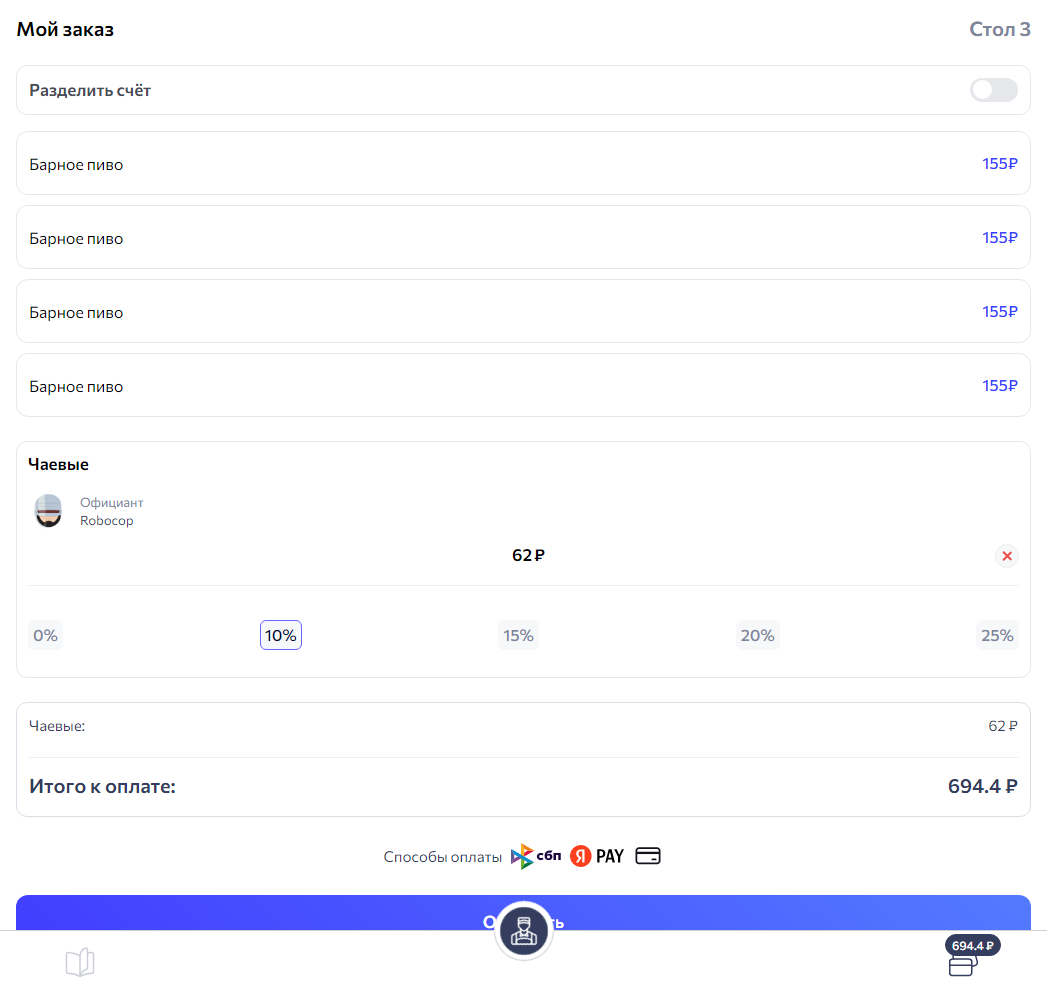 Мой заказ
Стол 3
Разделить счёт
Барное пиво
155₽
Барное пиво
155₽
Барное пиво
155₽
Барное пиво
155₽
Чаевые
Официант
Robocop
62 ₽
0%
10%
15%
20%
25%
Чаевые:
62 ₽
Итого к оплате:
694.4 ₽
Способы оплаты
сбп
Я PAY
694.4 ₽